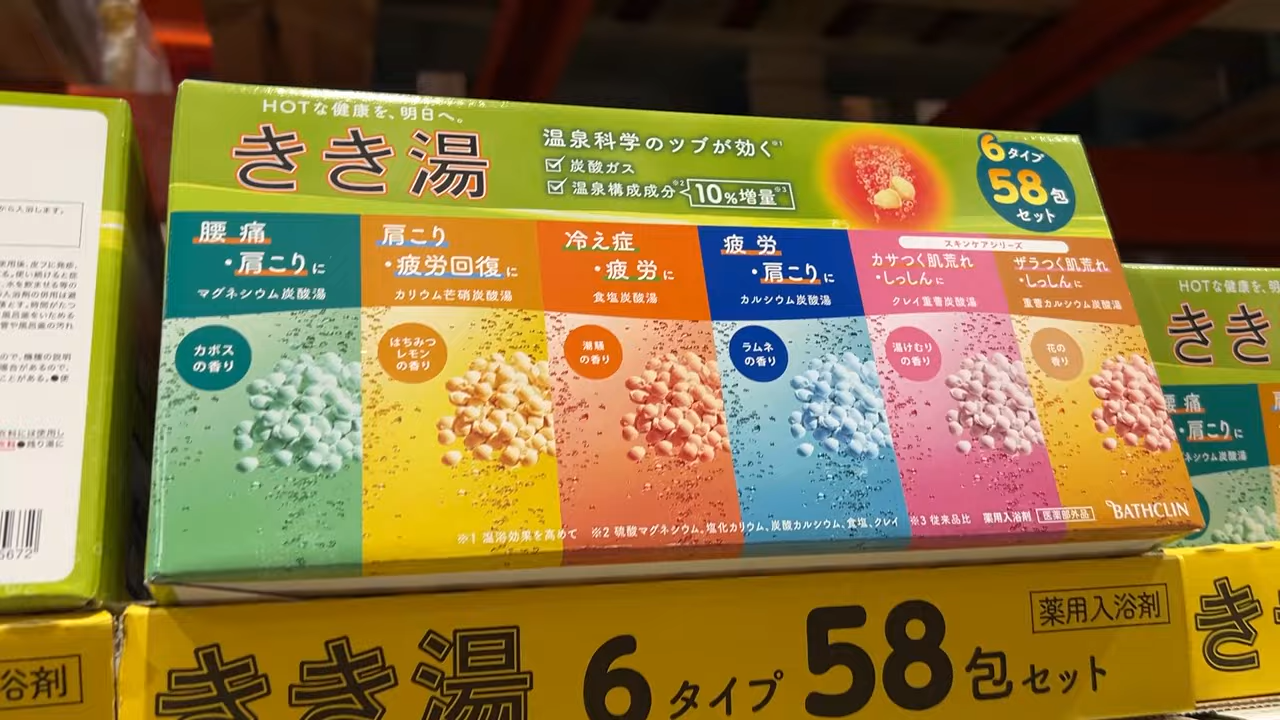 HOTな健康を、明日へ。
きき湯
温泉科学のツブが効く※1
炭酸ガス
温泉構成成分※2 10%増量※3
6タイプ
58包
セット
腰痛
・肩こりに
マグネシウム炭酸湯
カボス
の香り
肩こり
・疲労回復に
カリウム芒硝炭酸湯
はちみつ
レモン
の香り
冷え症
・疲労に
食塩炭酸湯
潮騒
の香り
疲労
・肩こりに
カルシウム炭酸湯
ラムネ
の香り
スキンケアシリーズ
カサつく肌荒れ
・しっしんに
クレイ重曹炭酸湯
湯けむり
の香り
ザラつく肌荒れ
・しっしんに
重曹カルシウム炭酸湯
花の
香り
※1 温浴効果を高めて ※2 硫酸マグネシウム、塩化カリウム、炭酸カルシウム、食塩、クレイ ※3 従来品比 薬用入浴剤 医薬部外品
BATHCLIN
きき湯 6タイプ 58包セット
薬用入浴剤
浴剤
から入浴します。
HOTな健康を、明
きき
腰痛
・肩こりに
ネシウム炭酸湯
き